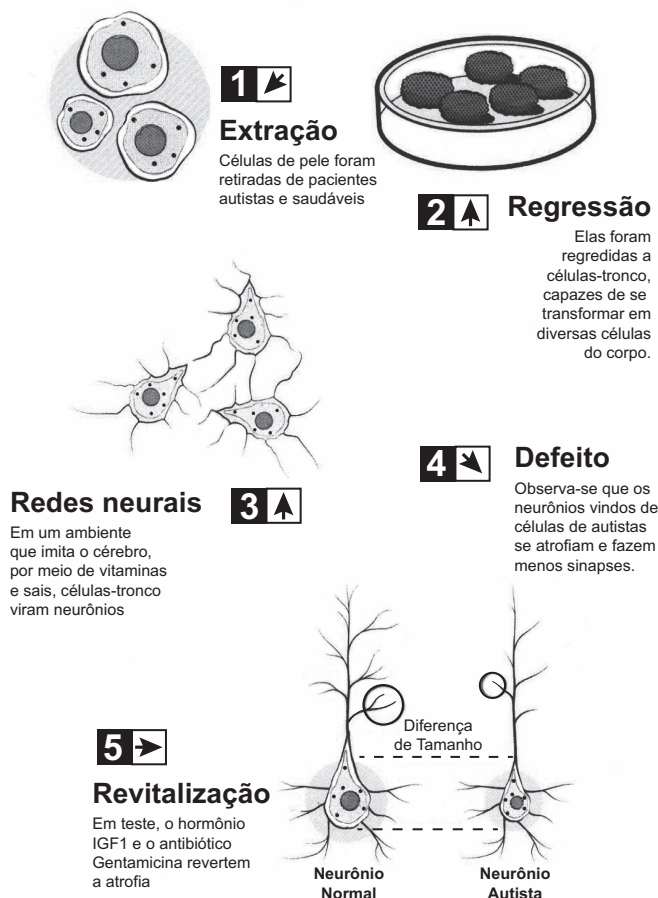 1
Extração
Células de pele foram
retiradas de pacientes
autistas e saudáveis
2
Regressão
Elas foram
regredidas a
células-tronco,
capazes de se
transformar em
diversas células
do corpo.
Redes neurais
3
Em um ambiente
que imita o cérebro,
por meio de vitaminas
e sais, células-tronco
viram neurônios
4
Defeito
Observa-se que os
neurônios vindos de
células de autistas
se atrofiam e fazem
menos sinapses.
5
Revitalização
Em teste, o hormônio
IGF1 e o antibiótico
Gentamicina revertem
a atrofia
Diferença
de Tamanho
Neurônio
Normal
Neurônio
Autista